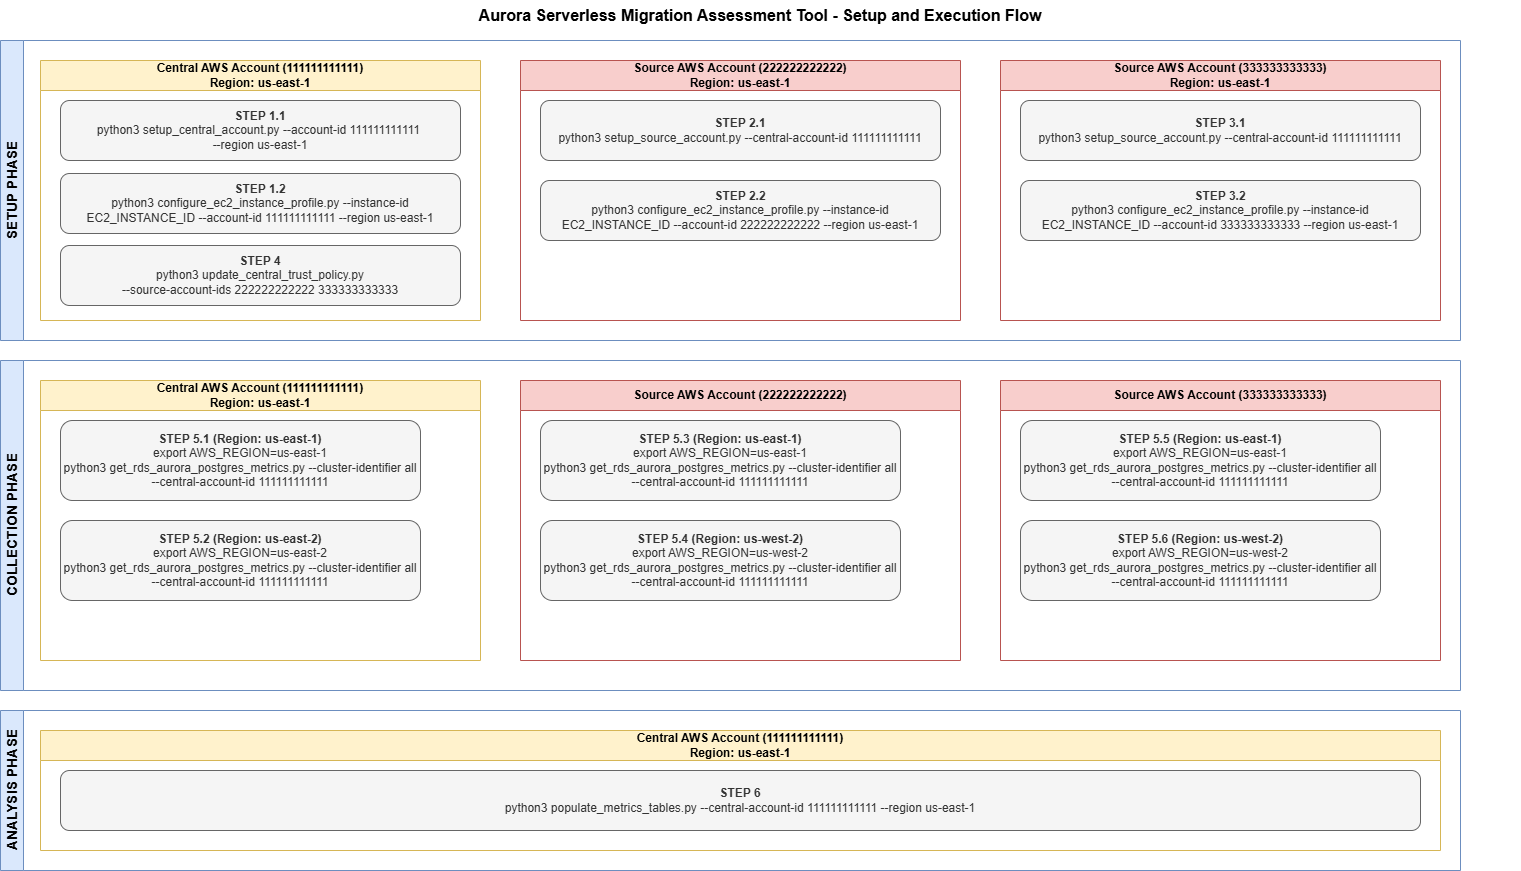 Aurora Serverless Migration Assessment Tool - Setup and Execution Flow
SETUP PHASE
Central AWS Account (111111111111)
Region: us-east-1
STEP 1.1
python3 setup_central_account.py --account-id 111111111111
--region us-east-1
STEP 1.2
python3 configure_ec2_instance_profile.py --instance-id
EC2_INSTANCE_ID --account-id 111111111111 --region us-east-1
STEP 4
python3 update_central_trust_policy.py
--source-account-ids 222222222222 333333333333
Source AWS Account (222222222222)
Region: us-east-1
STEP 2.1
python3 setup_source_account.py --central-account-id 111111111111
STEP 2.2
python3 configure_ec2_instance_profile.py --instance-id
EC2_INSTANCE_ID --account-id 222222222222 --region us-east-1
Source AWS Account (333333333333)
Region: us-east-1
STEP 3.1
python3 setup_source_account.py --central-account-id 111111111111
STEP 3.2
python3 configure_ec2_instance_profile.py --instance-id
EC2_INSTANCE_ID --account-id 333333333333 --region us-east-1
COLLECTION PHASE
Central AWS Account (111111111111)
Region: us-east-1
STEP 5.1 (Region: us-east-1)
export AWS_REGION=us-east-1
python3 get_rds_aurora_postgres_metrics.py --cluster-identifier all
--central-account-id 111111111111
STEP 5.2 (Region: us-east-2)
export AWS_REGION=us-east-2
python3 get_rds_aurora_postgres_metrics.py --cluster-identifier all
--central-account-id 111111111111
Source AWS Account (222222222222)
STEP 5.3 (Region: us-east-1)
export AWS_REGION=us-east-1
python3 get_rds_aurora_postgres_metrics.py --cluster-identifier all
--central-account-id 111111111111
STEP 5.4 (Region: us-west-2)
export AWS_REGION=us-west-2
python3 get_rds_aurora_postgres_metrics.py --cluster-identifier all
--central-account-id 111111111111
Source AWS Account (333333333333)
STEP 5.5 (Region: us-east-1)
export AWS_REGION=us-east-1
python3 get_rds_aurora_postgres_metrics.py --cluster-identifier all
--central-account-id 111111111111
STEP 5.6 (Region: us-west-2)
export AWS_REGION=us-west-2
python3 get_rds_aurora_postgres_metrics.py --cluster-identifier all
--central-account-id 111111111111
ANALYSIS PHASE
Central AWS Account (111111111111)
Region: us-east-1
STEP 6
python3 populate_metrics_tables.py --central-account-id 111111111111 --region us-east-1